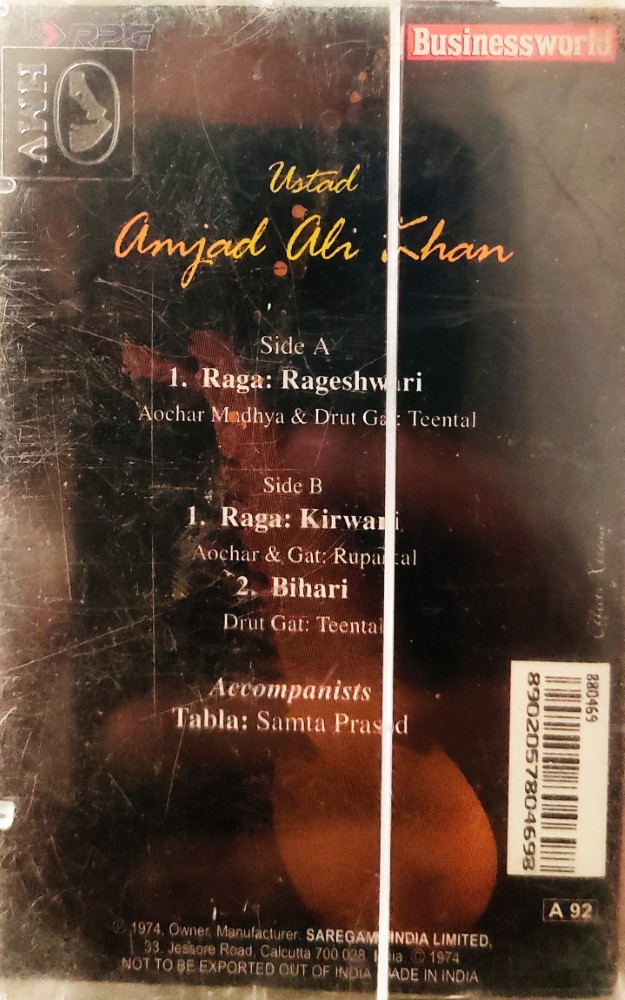 RPG
Businessworld
HMV
Ustad
Amjad Ali Khan
Side A
1. Raga: Rageshwari
Aochar Madhya & Drut Gat: Teental
Side B
1. Raga: Kirwani
Aochar & Gat: Rupaktal
2. Bihari
Drut Gat: Teental
Accompanists
Tabla: Samta Prasad
880469
8902057804698
A 92
℗ 1974, Owner, Manufacturer: SAREGAMA INDIA LIMITED,
33, Jessore Road, Calcutta 700 028, India. © 1974
NOT TO BE EXPORTED OUT OF INDIA MADE IN INDIA